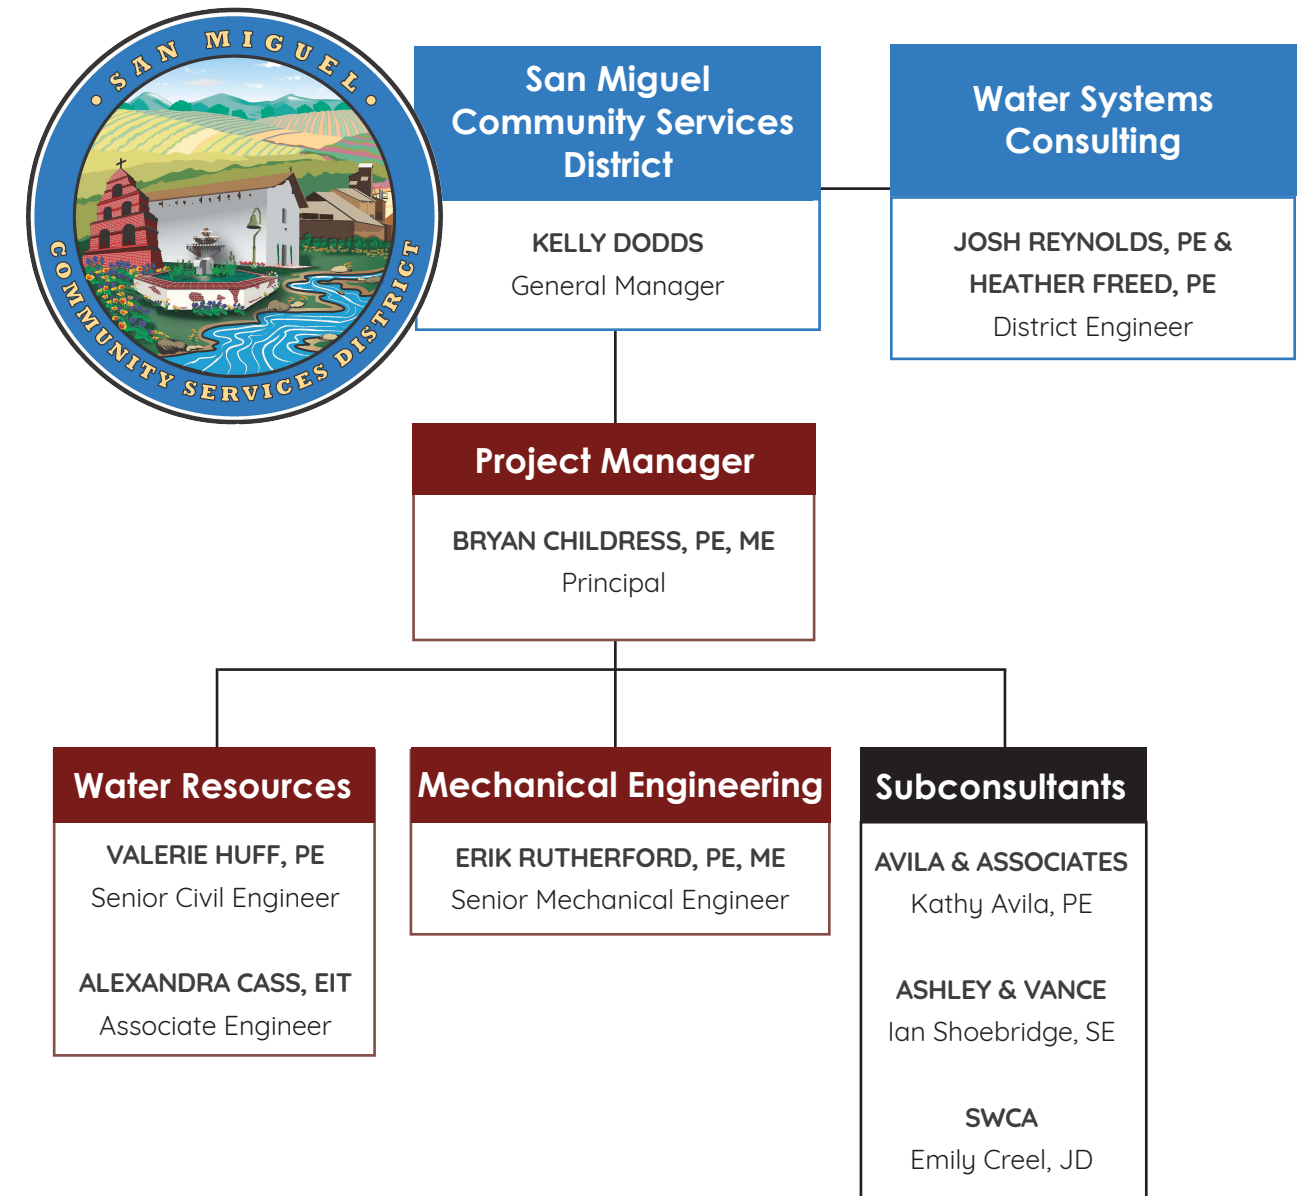 • SAN MIGUEL •
COMMUNITY SERVICES DISTRICT
San Miguel
Community Services
District
KELLY DODDS
General Manager
Water Systems
Consulting
JOSH REYNOLDS, PE &
HEATHER FREED, PE
District Engineer
Project Manager
BRYAN CHILDRESS, PE, ME
Principal
Water Resources
VALERIE HUFF, PE
Senior Civil Engineer
ALEXANDRA CASS, EIT
Associate Engineer
Mechanical Engineering
ERIK RUTHERFORD, PE, ME
Senior Mechanical Engineer
Subconsultants
AVILA & ASSOCIATES
Kathy Avila, PE
ASHLEY & VANCE
Ian Shoebridge, SE
SWCA
Emily Creel, JD